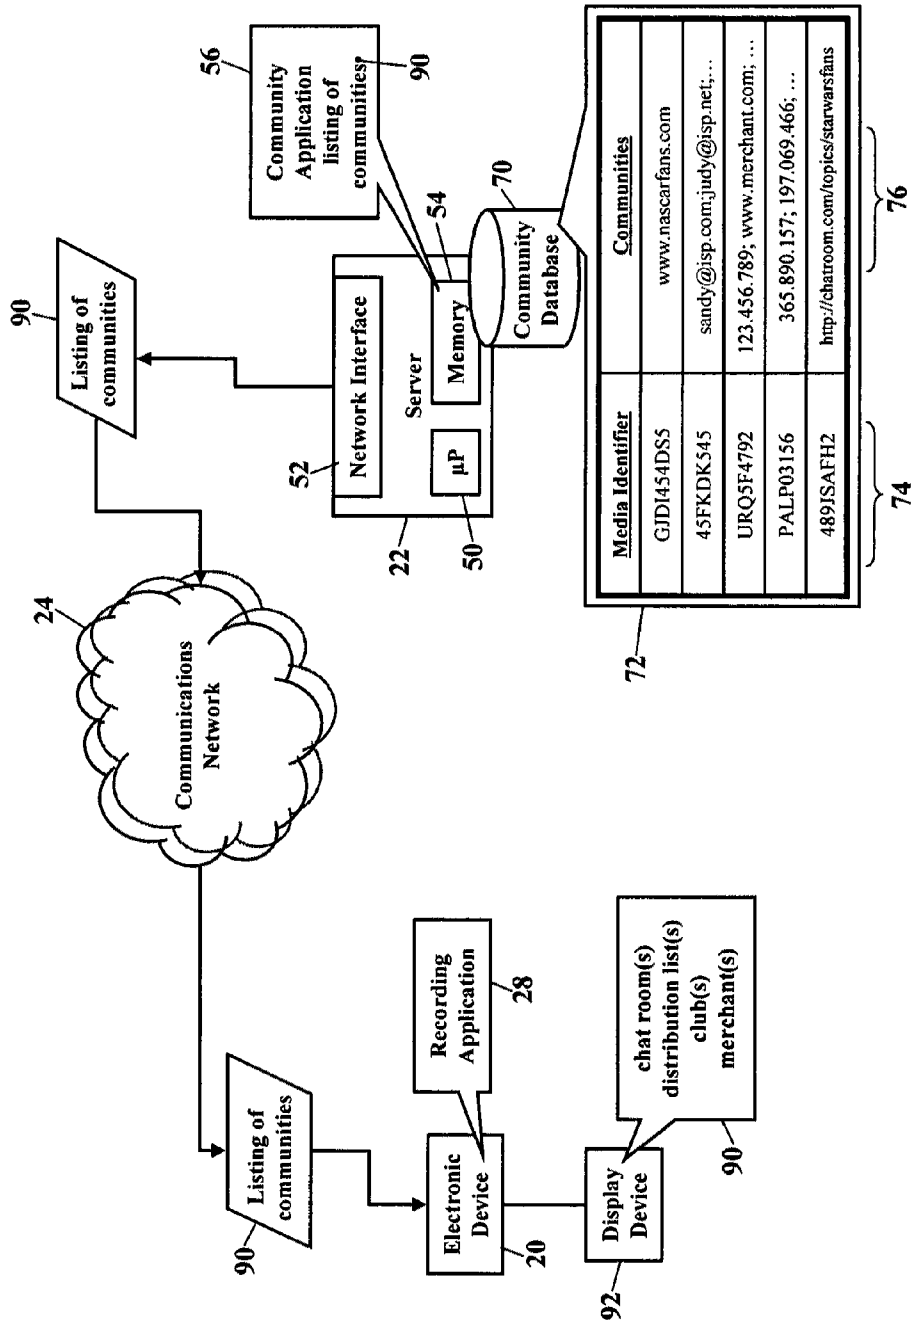 90
Listing of
communities
24
Communications
Network
Listing of
communities
90
Electronic
Device
20
Recording
Application
28
Display
Device
92
chat room(s)
distribution list(s)
club(s)
merchant(s)
90
52
Network Interface
Server
22
μP
50
Memory
54
56
Community
Application
listing of
communities
90
70
Community
Database
72
Media Identifier Communities
GJDI454DS5 www.nascarfans.com
45FKDK545 sandy@isp.com;judy@isp.net;...
URQ5F4792 123.456.789; www.merchant.com; ...
PALP03156 365.890.157; 197.069.466; ...
489JSAFH2 http://chatroom.com/topics/starwarsfans
74 76